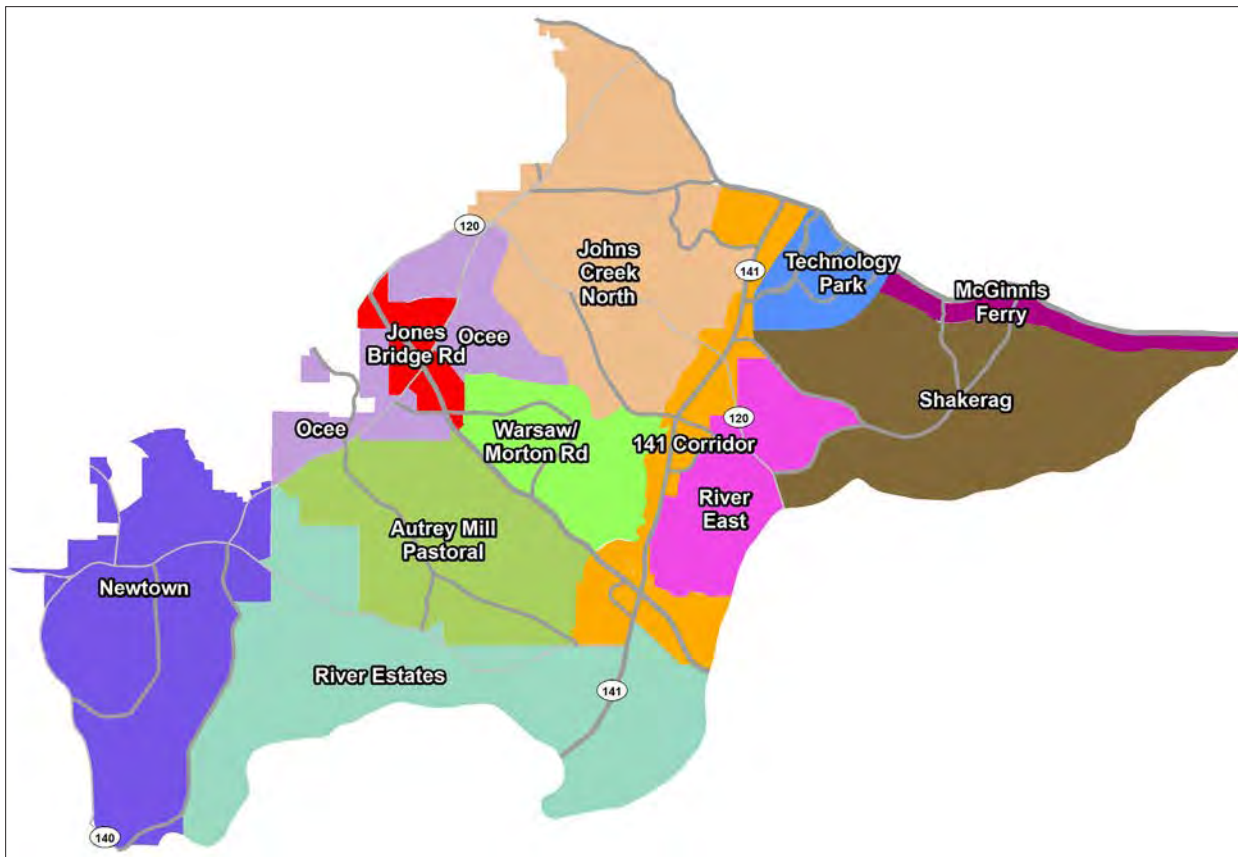 120
Johns
Creek
North
141
Technology
Park
McGinnis
Ferry
Jones
Bridge Rd
Ocee
Shakerag
Ocee
Warsaw/
Morton Rd
120
141 Corridor
River
East
Autrey Mill
Pastoral
Newtown
River Estates
141
140